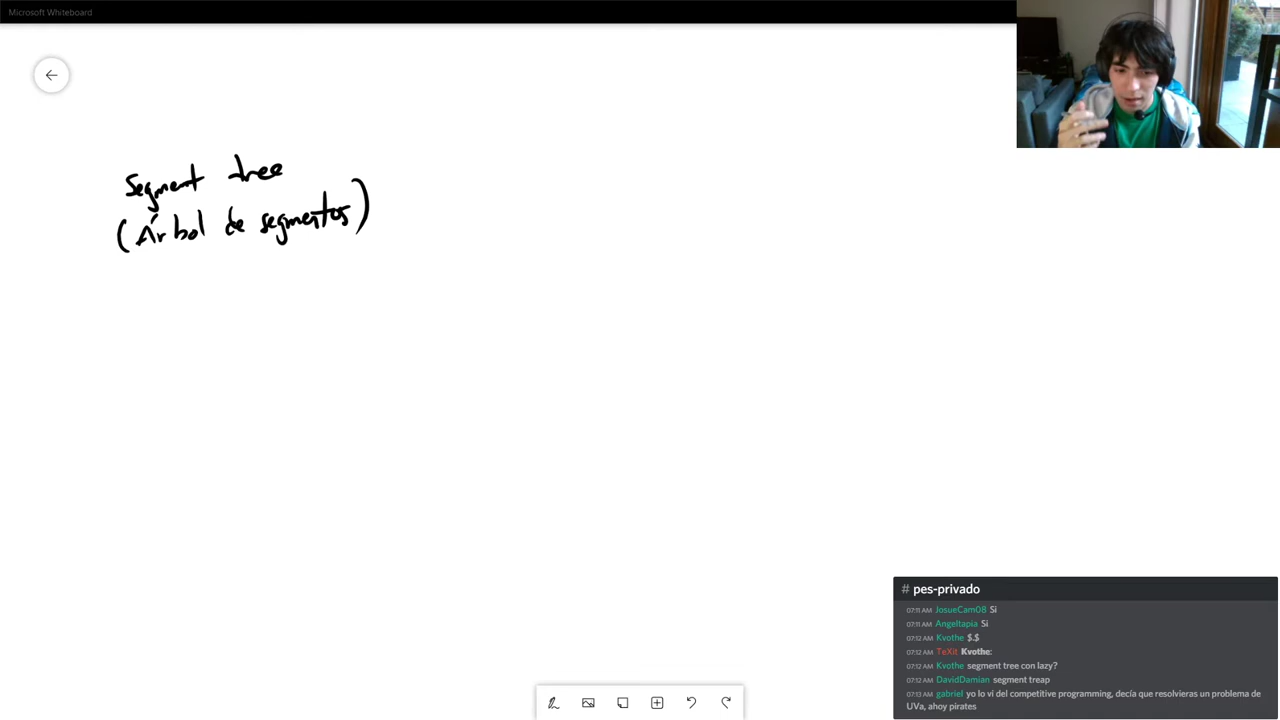 Microsoft Whiteboard
Segment tree
(Árbol de segmentos)
# pes-privado
07:11 AM JosueCam08 Si
07:11 AM Angeltapia Si
07:12 AM Kvothe $.$
07:12 AM TeXit Kvothe:
07:12 AM Kvothe segment tree con lazy?
07:12 AM DavidDamian segment treap
07:13 AM gabriel yo lo vi del competitive programming, decía que resolvieras un problema de
UVa, ahoy pirates